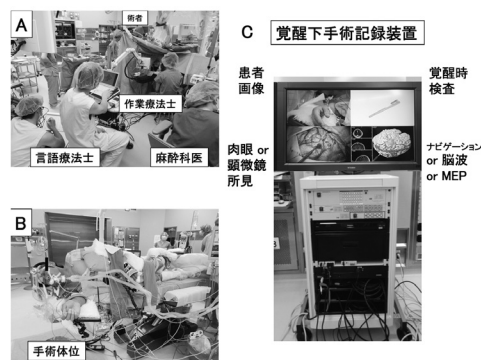 A
術者
作業療法士
言語療法士
麻酔科医
B
手術体位
C 覚醒下手術記録装置
患者
画像
覚醒時
検査
肉眼 or
顕微鏡
所見
ナビゲーション
or 脳波
or MEP